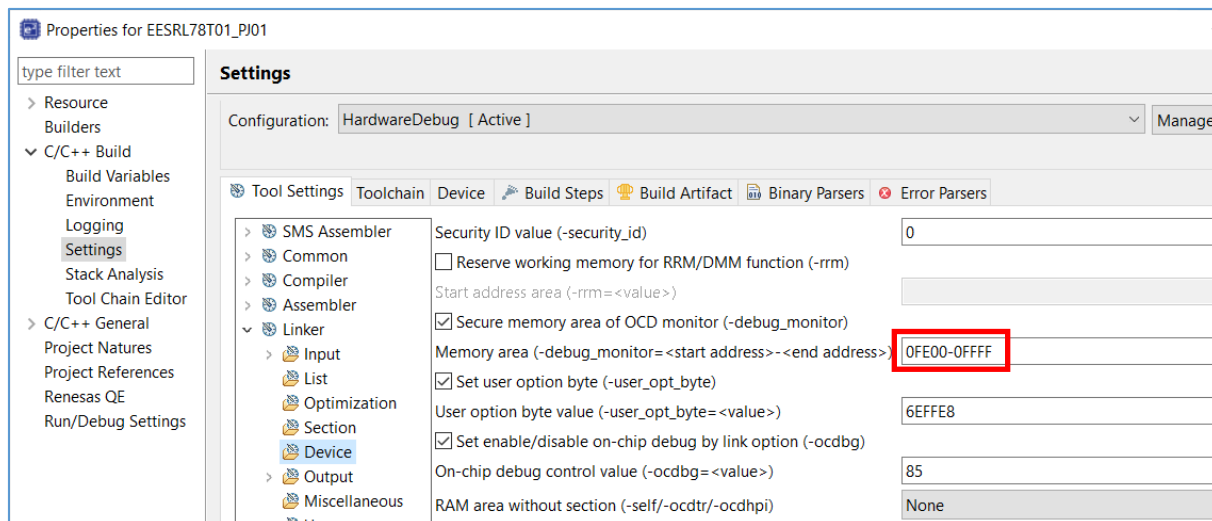 Properties for EESRL78T01_PJ01
type filter text
Resource
Builders
C/C++ Build
Build Variables
Environment
Logging
Settings
Stack Analysis
Tool Chain Editor
C/C++ General
Project Natures
Project References
Renesas QE
Run/Debug Settings
Settings
Configuration: HardwareDebug [ Active ] Manage
Tool Settings Toolchain Device Build Steps Build Artifact Binary Parsers Error Parsers
SMS Assembler
Common
Compiler
Assembler
Linker
Input
List
Optimization
Section
Device
Output
Miscellaneous
Security ID value (-security_id) 0
Reserve working memory for RRM/DMM function (-rrm)
Start address area (-rrm=<value>)
Secure memory area of OCD monitor (-debug_monitor)
Memory area (-debug_monitor=<start address>-<end address>) 0FE00-0FFFF
Set user option byte (-user_opt_byte)
User option byte value (-user_opt_byte=<value>) 6EFFE8
Set enable/disable on-chip debug by link option (-ocdbg)
On-chip debug control value (-ocdbg=<value>) 85
RAM area without section (-self/-ocdtr/-ocdhpi) None